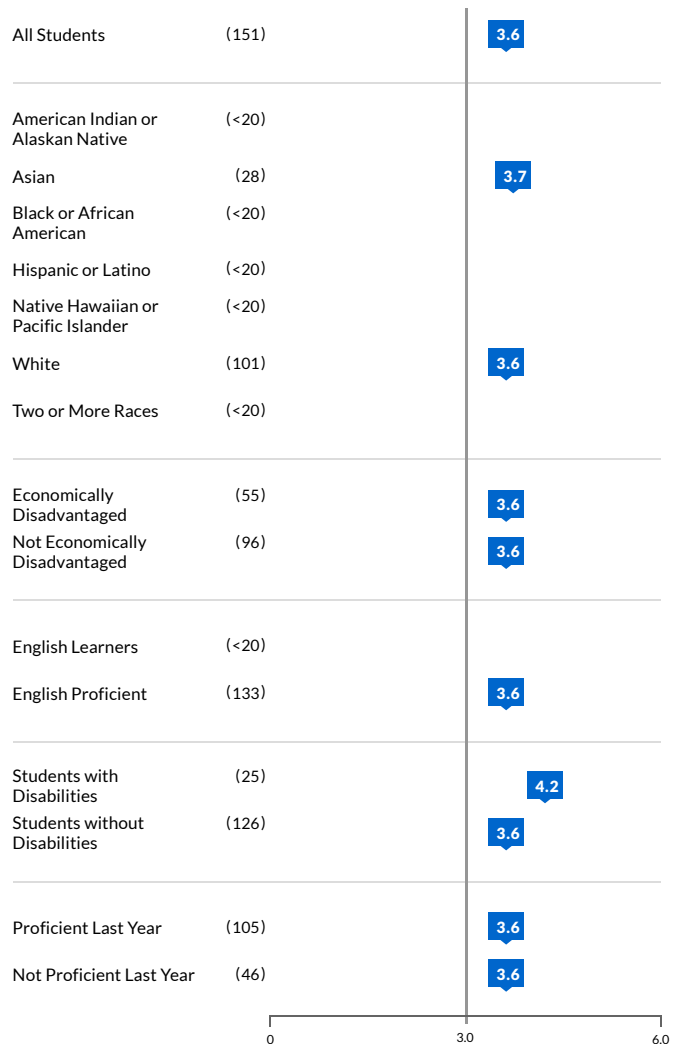 All Students (151) 3.6
American Indian or (<20)
Alaskan Native
Asian (28) 3.7
Black or African (<20)
American
Hispanic or Latino (<20)
Native Hawaiian or (<20)
Pacific Islander
White (101) 3.6
Two or More Races (<20)
Economically (55) 3.6
Disadvantaged
Not Economically (96) 3.6
Disadvantaged
English Learners (<20)
English Proficient (133) 3.6
Students with (25) 4.2
Disabilities
Students without (126) 3.6
Disabilities
Proficient Last Year (105) 3.6
Not Proficient Last Year (46) 3.6
0 3.0 6.0